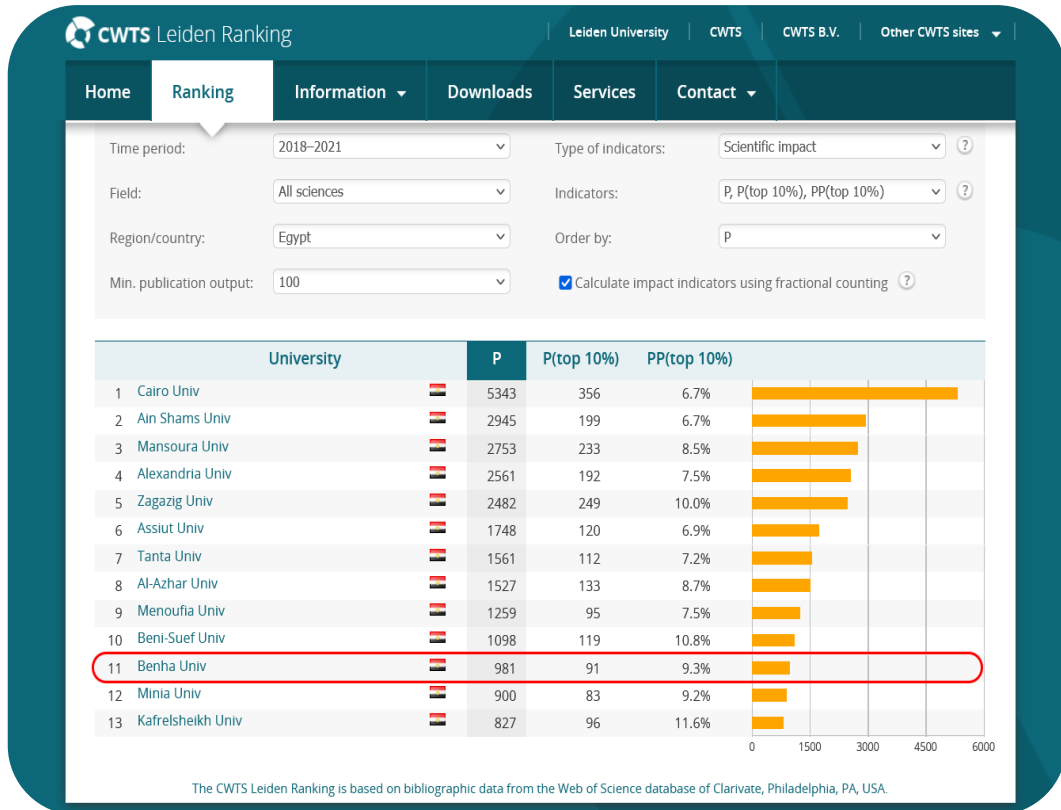 CWTS Leiden Ranking
Leiden University CWTS CWTS B.V. Other CWTS sites
Home Ranking Information Downloads Services Contact
Time period: 2018–2021 Type of indicators: Scientific impact ?
Field: All sciences Indicators: P, P(top 10%), PP(top 10%) ?
Region/country: Egypt Order by: P
Min. publication output: 100 Calculate impact indicators using fractional counting ?
University P P(top 10%) PP(top 10%)
1 Cairo Univ 5343 356 6.7%
2 Ain Shams Univ 2945 199 6.7%
3 Mansoura Univ 2753 233 8.5%
4 Alexandria Univ 2561 192 7.5%
5 Zagazig Univ 2482 249 10.0%
6 Assiut Univ 1748 120 6.9%
7 Tanta Univ 1561 112 7.2%
8 Al-Azhar Univ 1527 133 8.7%
9 Menoufia Univ 1259 95 7.5%
10 Beni-Suef Univ 1098 119 10.8%
11 Benha Univ 981 91 9.3%
12 Minia Univ 900 83 9.2%
13 Kafrelsheikh Univ 827 96 11.6%
0 1500 3000 4500 6000
The CWTS Leiden Ranking is based on bibliographic data from the Web of Science database of Clarivate, Philadelphia, PA, USA.